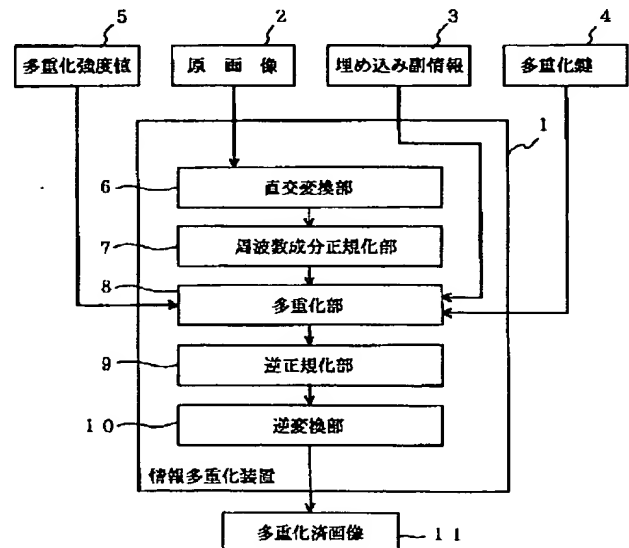 5
2
3
4
多重化強度値
原 画 像
埋め込み副情報
多重化鍵
1
6
直交変換部
7
周波数成分正規化部
8
多重化部
9
逆正規化部
10
逆変換部
情報多重化装置
多重化済画像
11